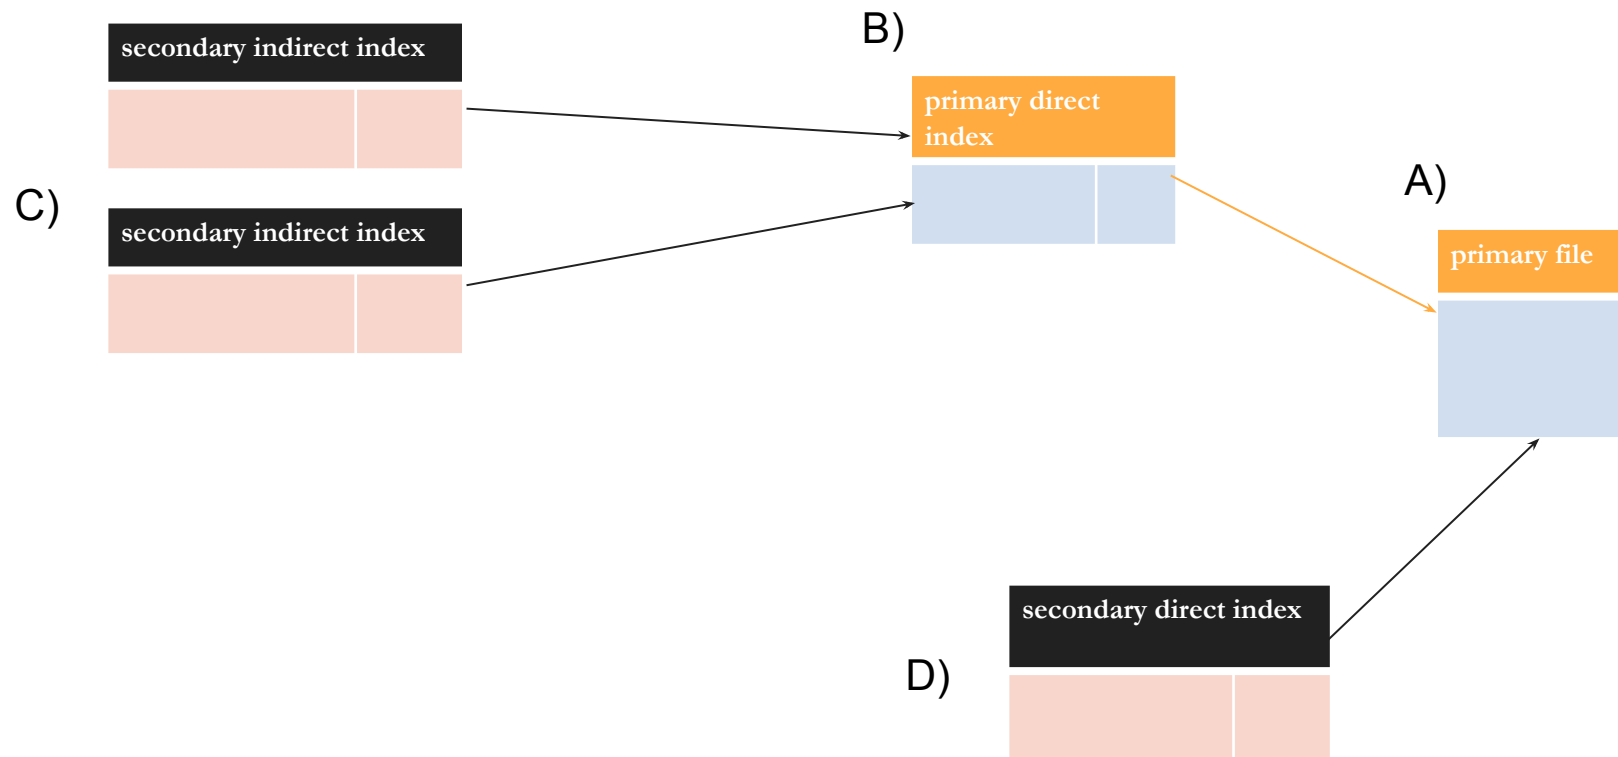 B)
secondary indirect index
primary direct
index
A)
C)
secondary indirect index
primary file
secondary direct index
D)